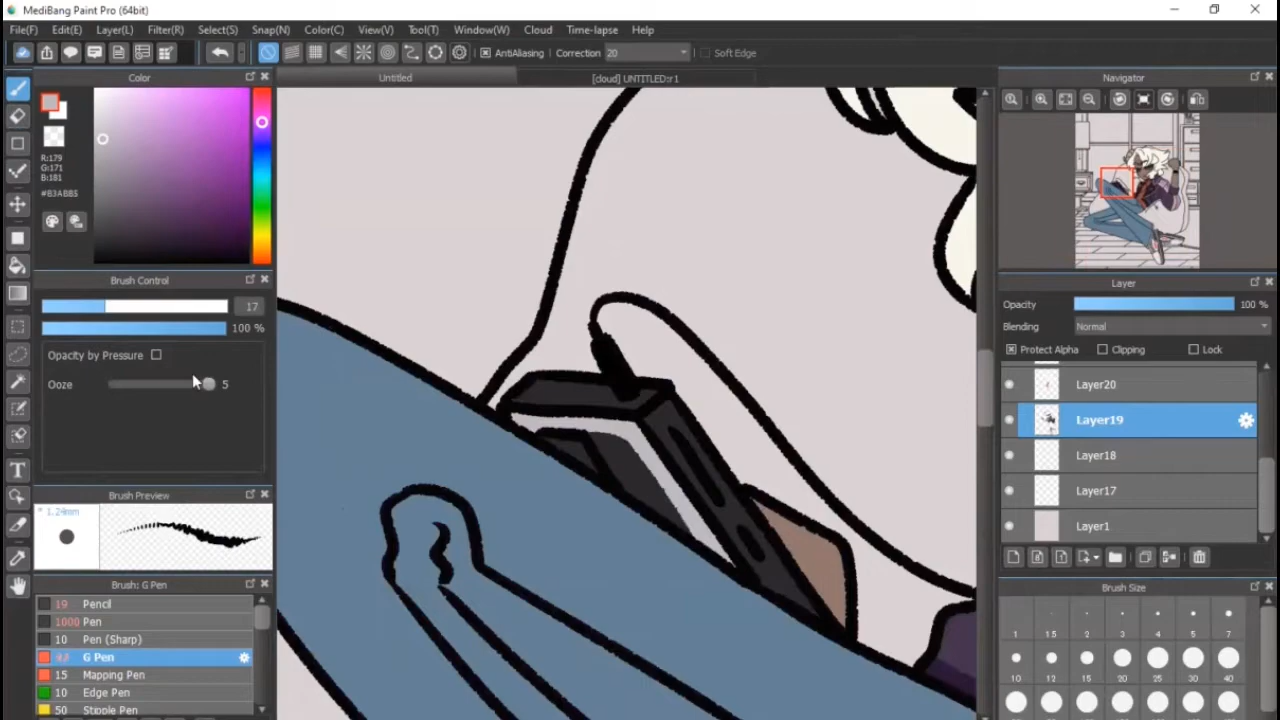 MediBang Paint Pro (64bit)
File(F) Edit(E) Layer(L) Filter(R) Select(S) Snap(N) Color(C) View(V) Tool(T) Window(W) Cloud Time-lapse Help
AntiAliasing Correction 20 Soft Edge
Color
Untitled
[cloud] UNTITLED!r1
Navigator
R:179
G:171
B:181
#B3ABB5
Brush Control
17
100 %
Opacity by Pressure
Ooze 5
Brush Preview
* 1.24mm
Brush: G Pen
19 Pencil
1000 Pen
10 Pen (Sharp)
G Pen
15 Mapping Pen
10 Edge Pen
50 Stipple Pen
Layer
Opacity 100 %
Blending Normal
Protect Alpha Clipping Lock
Layer20
Layer19
Layer18
Layer17
Layer1
Brush Size
1 1.5 2 3 4 5 7
10 12 15 20 25 30 40
T